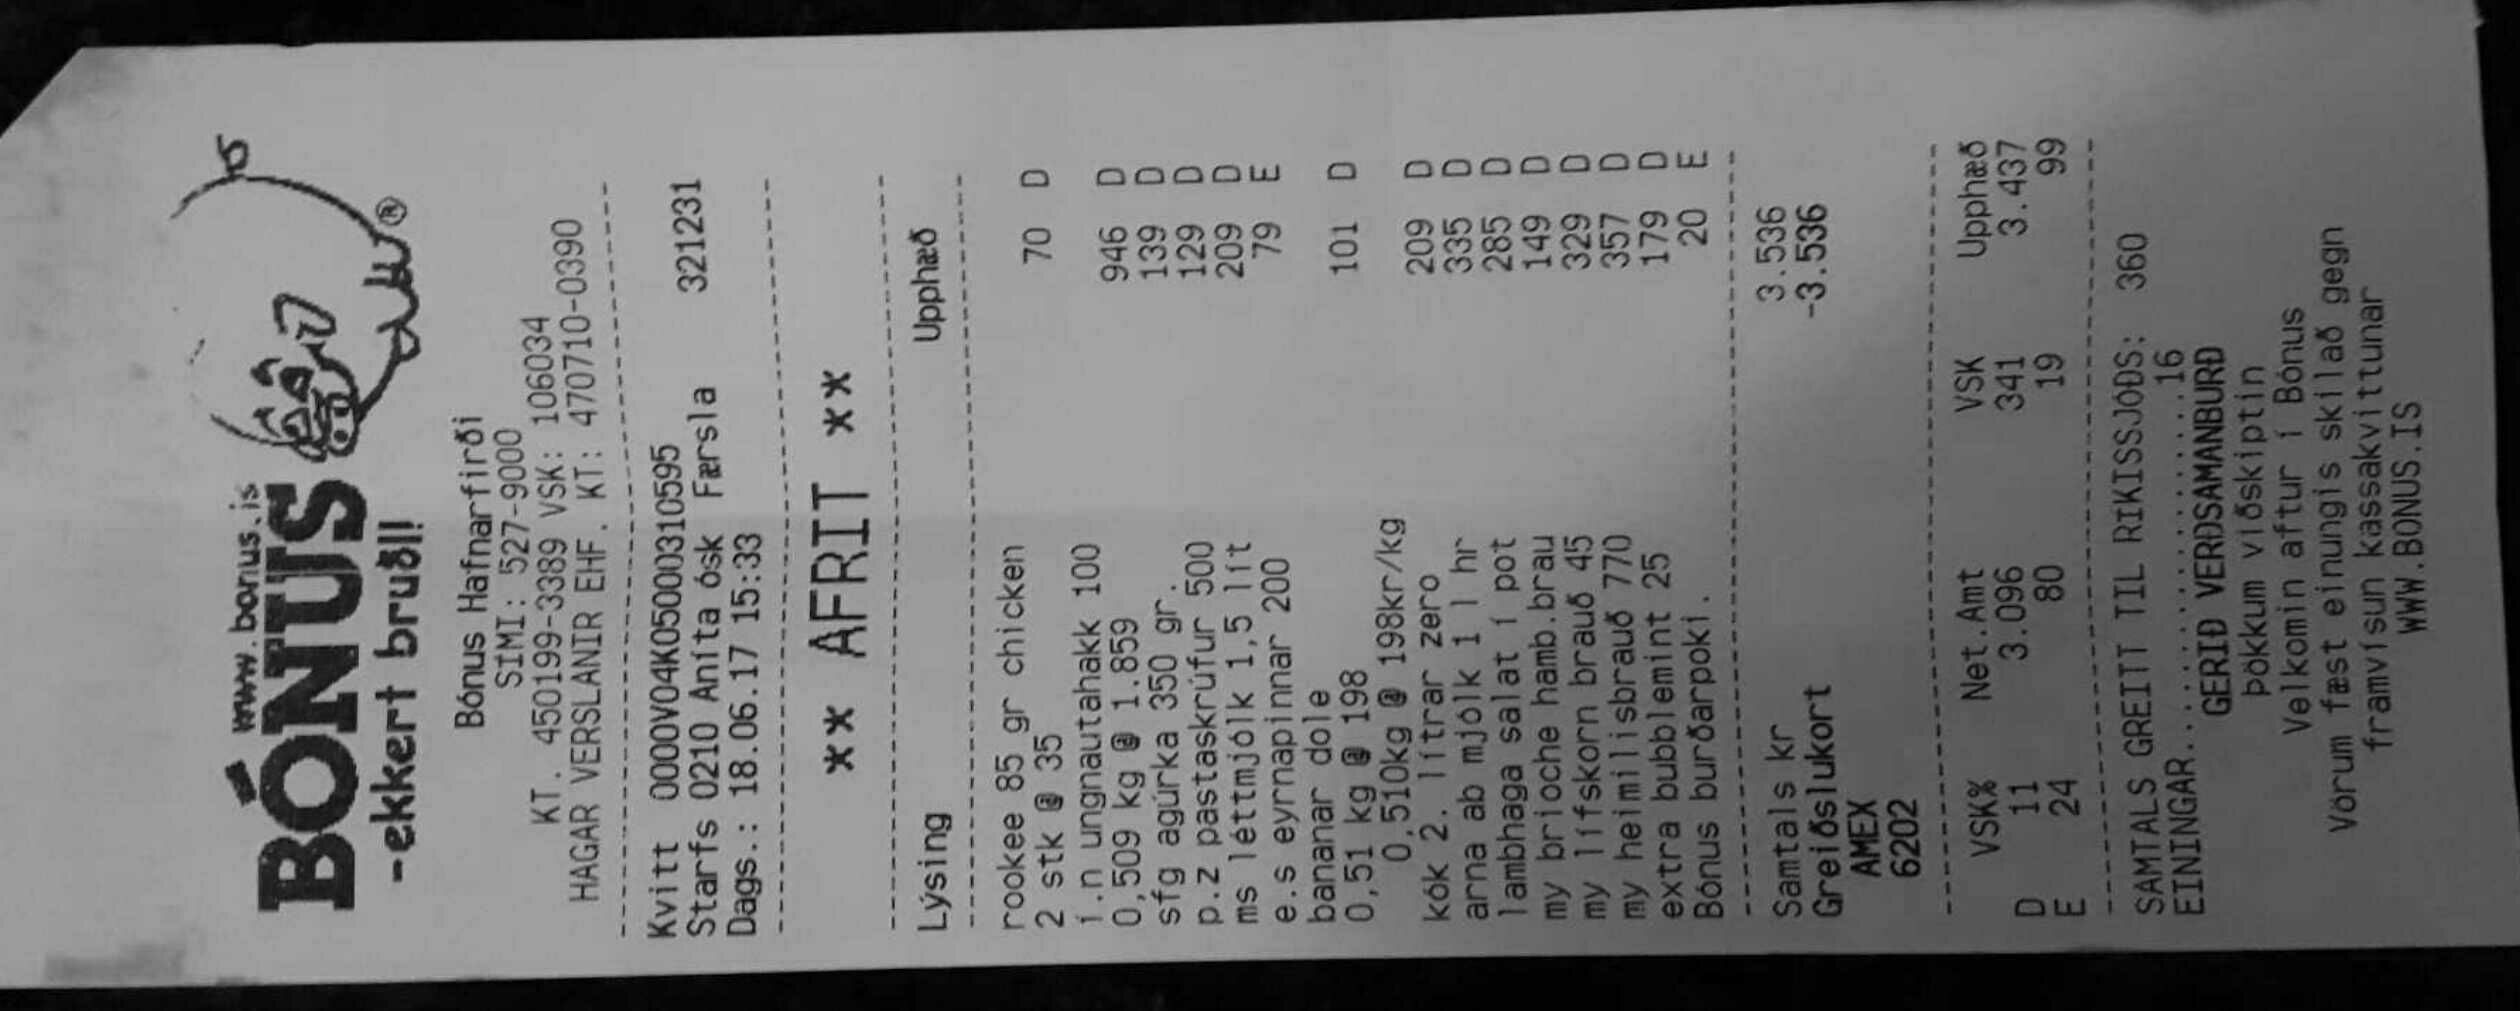 www.bonus.is
BÓNUS
-ekkert bruðl!
®
Bónus Hafnarfirði
SIMI: 527-9000
KT. 450199-3389 VSK: 106034
HAGAR VERSLANIR EHF. KT: 470710-0390
Kvitt 0000V04K05000310595
Starfs 0210 Aníta ósk Færsla 321231
Dags.: 18.06.17 15:33
** AFRIT **
Lýsing Upphæð
rookee 85 gr chicken
2 stk @ 35 70 D
í.n ungnautahakk 100
0,509 kg @ 1.859 946 D
sfg agúrka 350 gr. 139 D
p.z pastaskrúfur 500 129 D
ms léttmjólk 1,5 lít 209 D
e.s eyrnapinnar 200 79 E
bananar dole
0,51 kg @ 198 101 D
0,510kg @ 198kr/kg
kók 2. lítrar zero 209 D
arna ab mjólk 1 l hr 335 D
lambhaga salat í pot 285 D
my brioche hamb.brau 149 D
my lífskorn brauð 45 329 D
my heimilisbrauð 770 357 D
extra bubblemint 25 179 D
Bónus burðarpoki. 20 E
Samtals kr 3.536
Greiðslukort -3.536
AMEX
6202
VSK% Net.Amt VSK Upphæð
D 11 3.096 341 3.437
E 24 80 19 99
SAMTALS GREITT TIL RIKISSJOÐS: 360
EININGAR.....................16
GERIÐ VERÐSAMANBURÐ
þökkum viðskiptin
Velkomin aftur í Bónus
Vörum fæst einungis skilað gegn
framvísun kassakvittunar
WWW.BONUS.IS